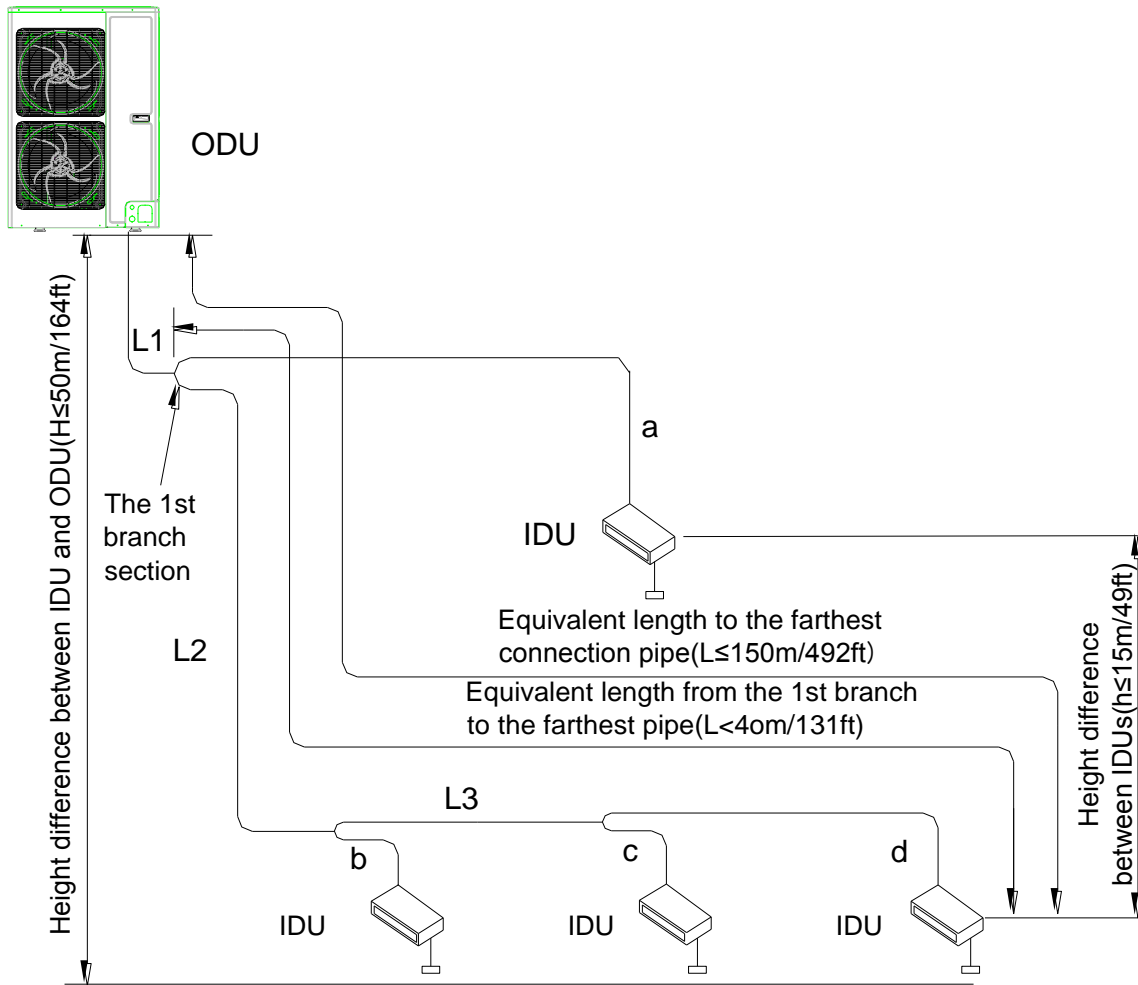 ODU
Height difference between IDU and ODU(H≤50m/164ft)
L1
a
The 1st
branch
section
IDU
Equivalent length to the farthest
connection pipe(L≤150m/492ft)
L2
Equivalent length from the 1st branch
to the farthest pipe(L<4om/131ft)
Height difference
between IDUs(h≤15m/49ft)
L3
b
c
d
IDU
IDU
IDU